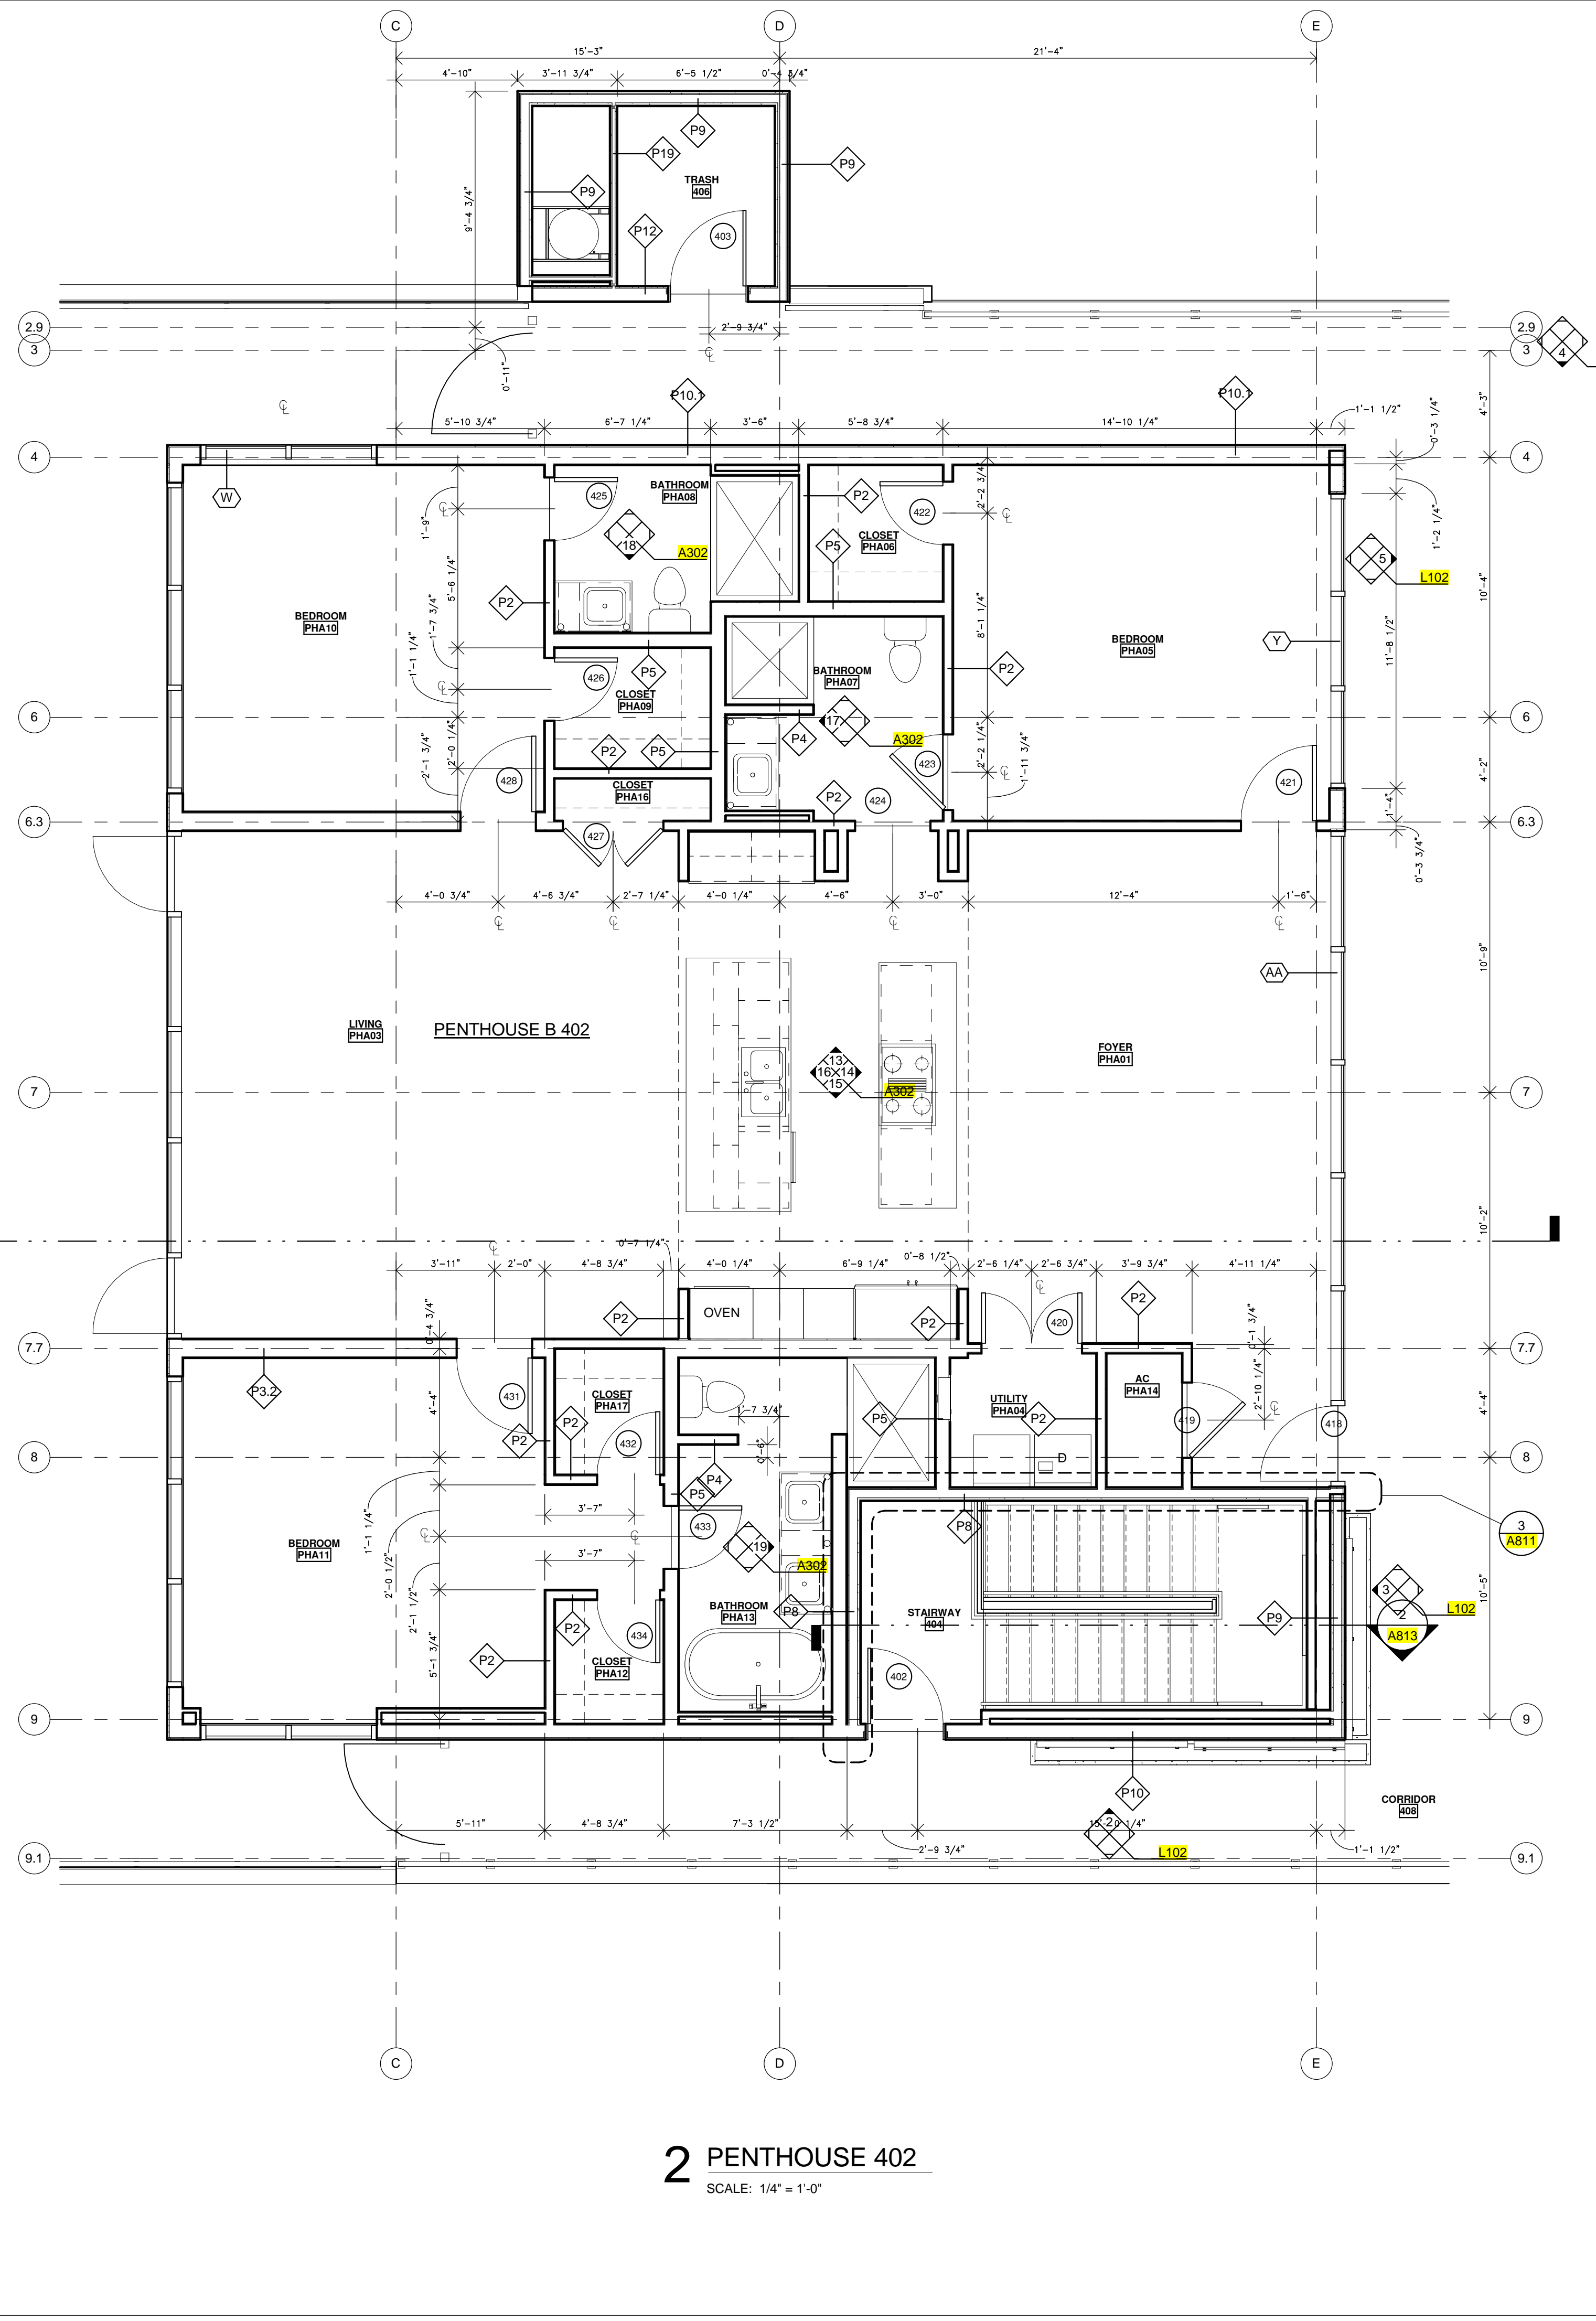 C
D
E
15'-3"
21'-4"
4'-10"
3'-11 3/4"
6'-5 1/2"
0'-4 3/4"
P9
P19
P9
TRASH
406
P9
9'-4 3/4"
P12
403
2.9
2'-9 3/4"
2.9
3
3
4
0'-11"
℄
℄
P10.1
P10.1
1'-1 1/2"
0'-3 1/4"
4'-3"
5'-10 3/4"
6'-7 1/4"
3'-6"
5'-8 3/4"
14'-10 1/4"
4
4
W
BATHROOM
PHA08
425
P2
2'-2 3/4"
422
℄
℄
1'-9"
1'-2 1/4"
18
A302
CLOSET
PHA06
P5
5
L102
5'-6 1/4"
P2
10'-4"
BEDROOM
PHA10
1'-7 3/4"
8'-1 1/4"
BEDROOM
PHA05
Y
11'-8 1/2"
1'-1 1/4"
P5
BATHROOM
PHA07
P2
426
℄
CLOSET
PHA09
6
17
A302
P4
6
2'-1 3/4"
2'-0 1/4"
P2
P5
2'-2 1/4"
1'-11 3/4"
℄
423
428
CLOSET
PHA16
P2
424
421
4'-2"
1'-4"
6.3
427
6.3
0'-3 3/4"
4'-0 3/4"
4'-6 3/4"
2'-7 1/4"
4'-0 1/4"
4'-6"
3'-0"
12'-4"
1'-6"
℄
℄
℄
℄
10'-9"
AA
LIVING
PHA03
PENTHOUSE B 402
FOYER
PHA01
13
16
14
15
A302
7
7
10'-2"
℄
0'-7 1/4"
3'-11"
2'-0"
4'-8 3/4"
4'-0 1/4"
6'-9 1/4"
0'-8 1/2"
2'-6 1/4"
2'-6 3/4"
3'-9 3/4"
4'-11 1/4"
℄
P2
OVEN
P2
420
P2
0'-4 3/4"
0'-1 3/4"
7.7
7.7
P3.2
431
CLOSET
PHA17
AC
PHA14
4'-4"
1'-7 3/4"
UTILITY
PHA04
2'-10 1/4"
℄
4'-4"
P2
P2
432
P5
P2
419
418
0'-6"
8
D
8
P4
P5
3'-7"
433
P8
3
A811
1'-1 1/4"
℄
℄
BEDROOM
PHA11
3'-7"
19
A302
2'-0 1/2"
2'-1 1/2"
BATHROOM
PHA13
P8
STAIRWAY
404
P9
3
L102
10'-5"
2
A813
P2
434
5'-1 3/4"
P2
CLOSET
PHA12
402
9
9
P10
CORRIDOR
408
5'-11"
4'-8 3/4"
7'-3 1/2"
2
15'-0 1/4"
2'-9 3/4"
L102
1'-1 1/2"
9.1
9.1
C
D
E
2
PENTHOUSE 402
SCALE: 1/4" = 1'-0"